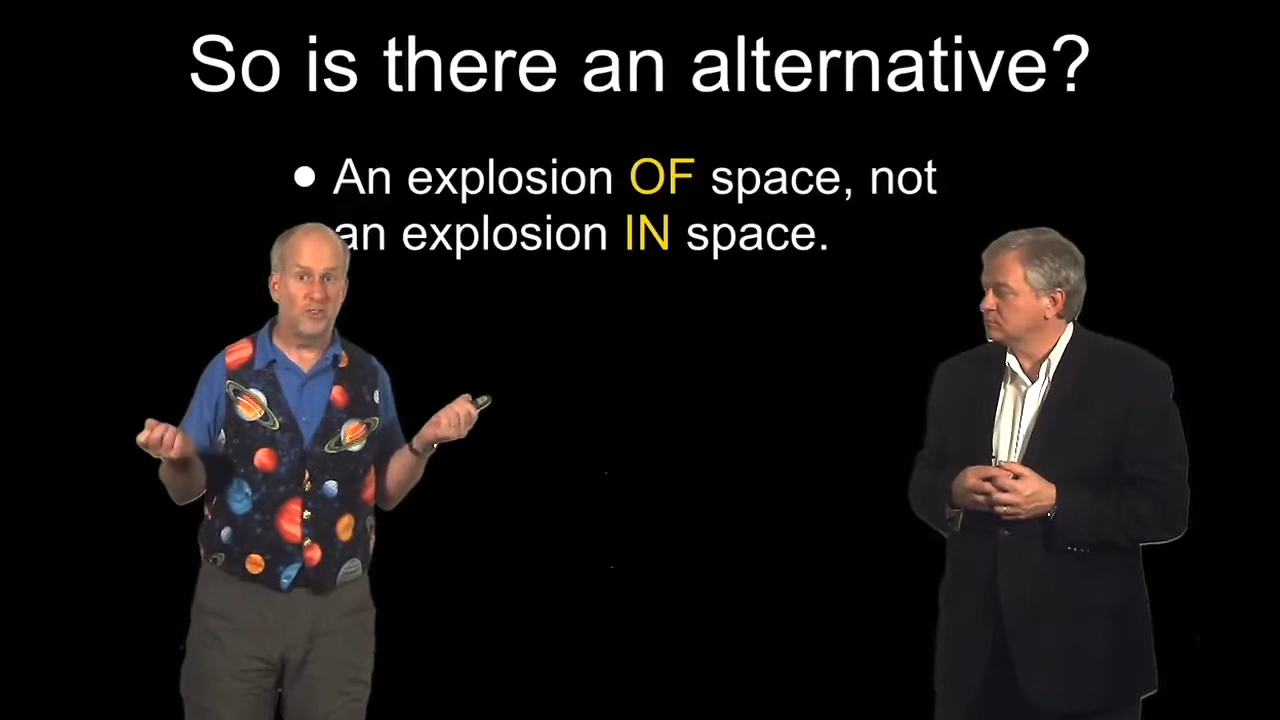 So is there an alternative?
• An explosion OF space, not
an explosion IN space.